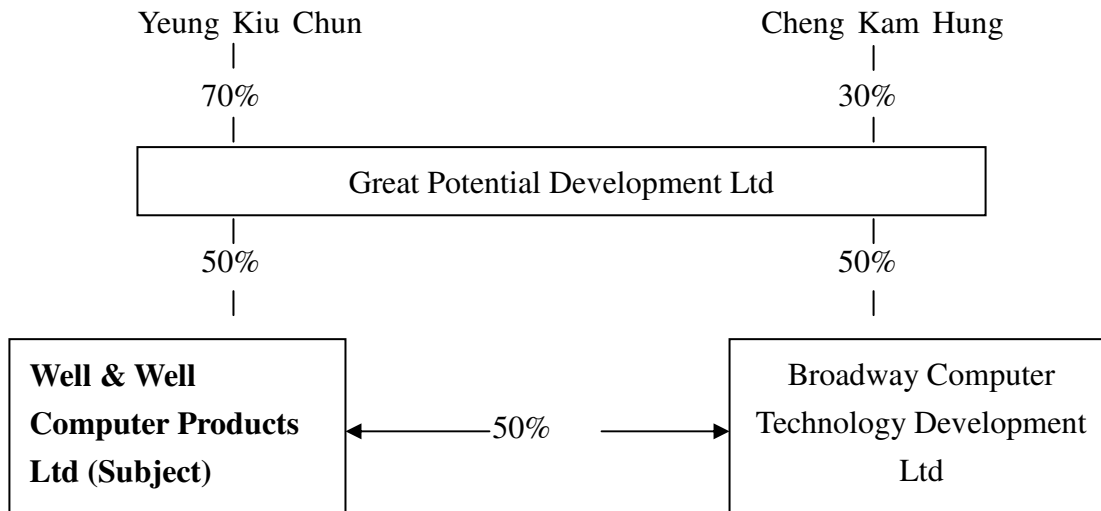 Yeung Kiu Chun
Cheng Kam Hung
70%
30%
Great Potential Development Ltd
50%
50%
Well & Well
Computer Products
Ltd (Subject)
50%
Broadway Computer
Technology Development
Ltd